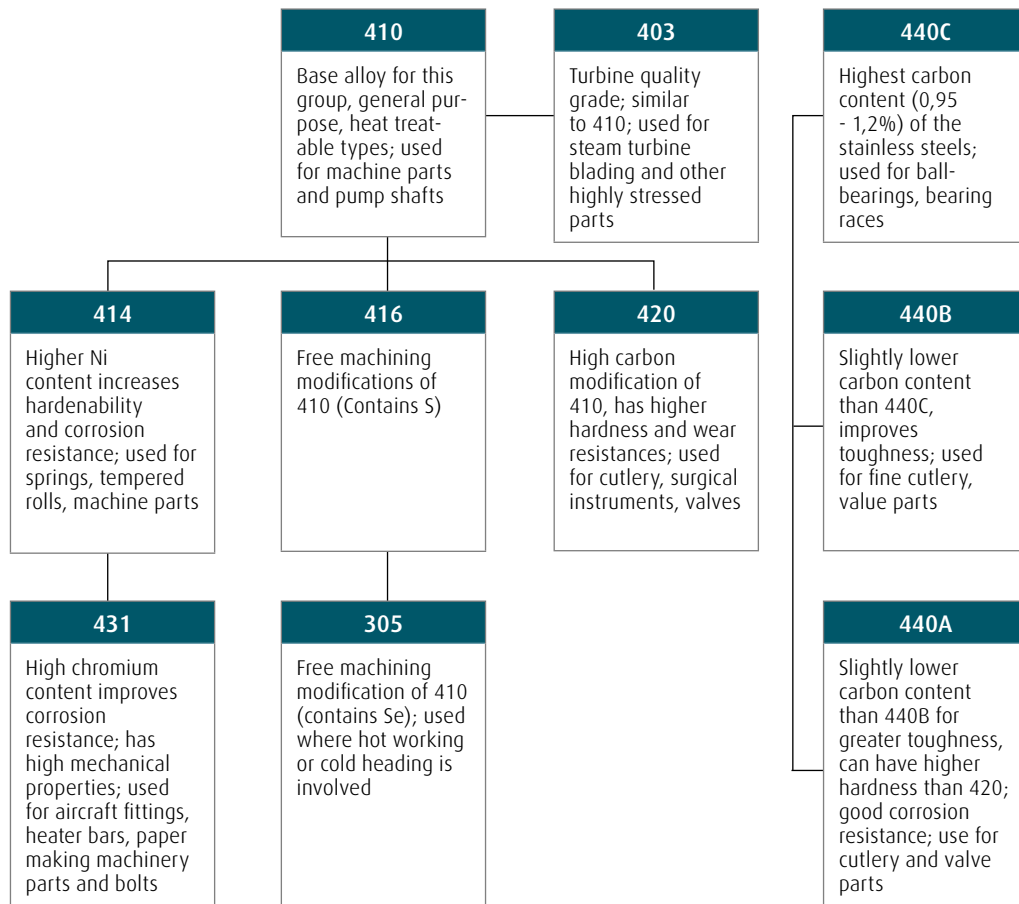 410
Base alloy for this
group, general pur-
pose, heat treat-
able types; used
for machine parts
and pump shafts
403
Turbine quality
grade; similar
to 410; used for
steam turbine
blading and other
highly stressed
parts
440C
Highest carbon
content (0,95
- 1,2%) of the
stainless steels;
used for ball-
bearings, bearing
races
414
Higher Ni
content increases
hardenability
and corrosion
resistance; used for
springs, tempered
rolls, machine parts
416
Free machining
modifications of
410 (Contains S)
420
High carbon
modification of
410, has higher
hardness and wear
resistances; used
for cutlery, surgical
instruments, valves
440B
Slightly lower
carbon content
than 440C,
improves
toughness; used
for fine cutlery,
value parts
431
High chromium
content improves
corrosion
resistance; has
high mechanical
properties; used
for aircraft fittings,
heater bars, paper
making machinery
parts and bolts
305
Free machining
modification of 410
(contains Se); used
where hot working
or cold heading is
involved
440A
Slightly lower
carbon content
than 440B for
greater toughness,
can have higher
hardness than 420;
good corrosion
resistance; use for
cutlery and valve
parts